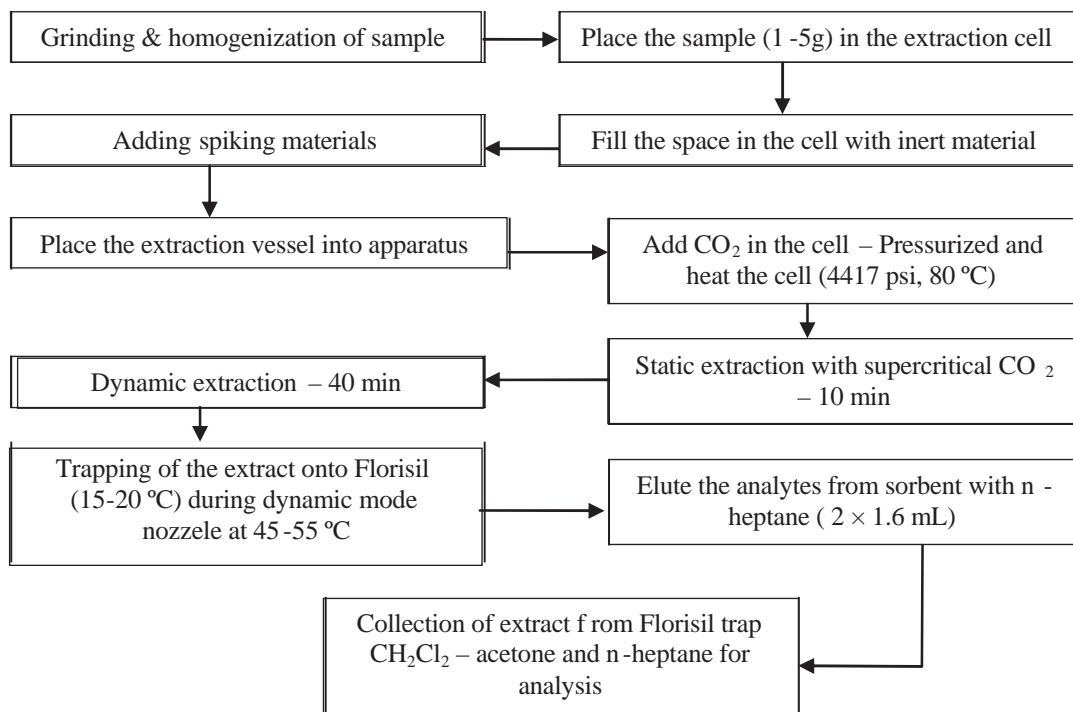 Grinding & homogenization of sample
Place the sample (1 -5g) in the extraction cell
Fill the space in the cell with inert material
Adding spiking materials
Place the extraction vessel into apparatus
Add CO₂ in the cell – Pressurized and
heat the cell (4417 psi, 80 ºC)
Static extraction with supercritical CO ₂
– 10 min
Dynamic extraction – 40 min
Trapping of the extract onto Florisil
(15-20 ºC) during dynamic mode
nozzele at 45 -55 ºC
Elute the analytes from sorbent with n -
heptane ( 2 × 1.6 mL)
Collection of extract f rom Florisil trap
CH₂Cl₂ – acetone and n -heptane for
analysis